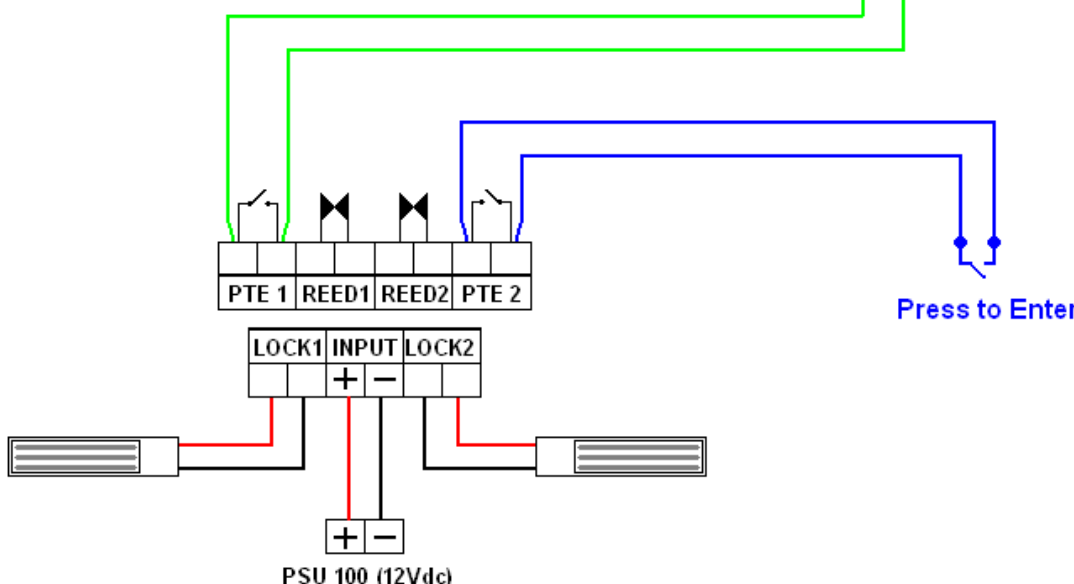 PTE 1 REED1 REED2 PTE 2
Press to Enter
LOCK1 INPUT LOCK2
+ −
+ −
PSU 100 (12Vdc)